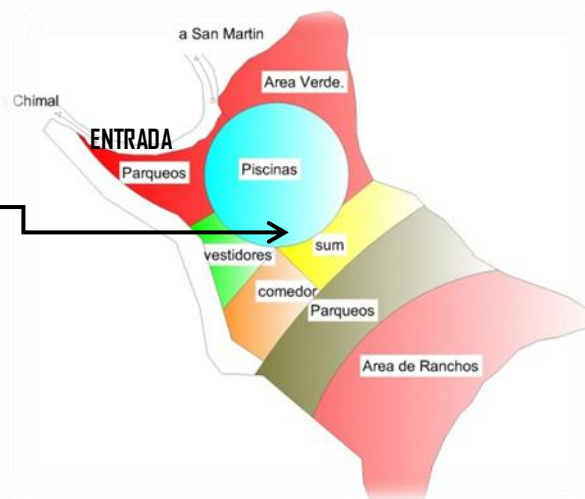 a San Martin
Area Verde.
Chimal
ENTRADA
Parqueos
Piscinas
sum
vestidores
comedor
Parqueos
Area de Ranchos